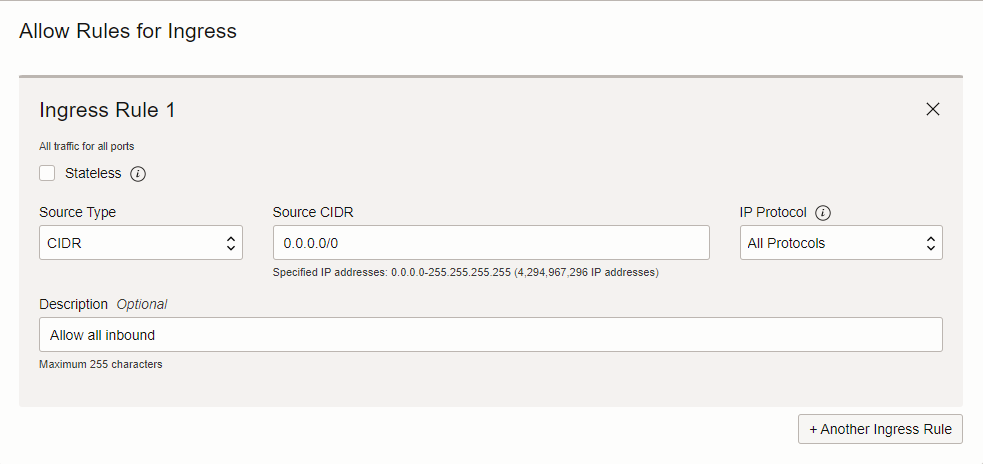 Allow Rules for Ingress
Ingress Rule 1
All traffic for all ports
Stateless
Source Type
Source CIDR
IP Protocol
CIDR
0.0.0.0/0
All Protocols
Specified IP addresses: 0.0.0.0-255.255.255.255 (4,294,967,296 IP addresses)
Description Optional
Allow all inbound
Maximum 255 characters
+ Another Ingress Rule